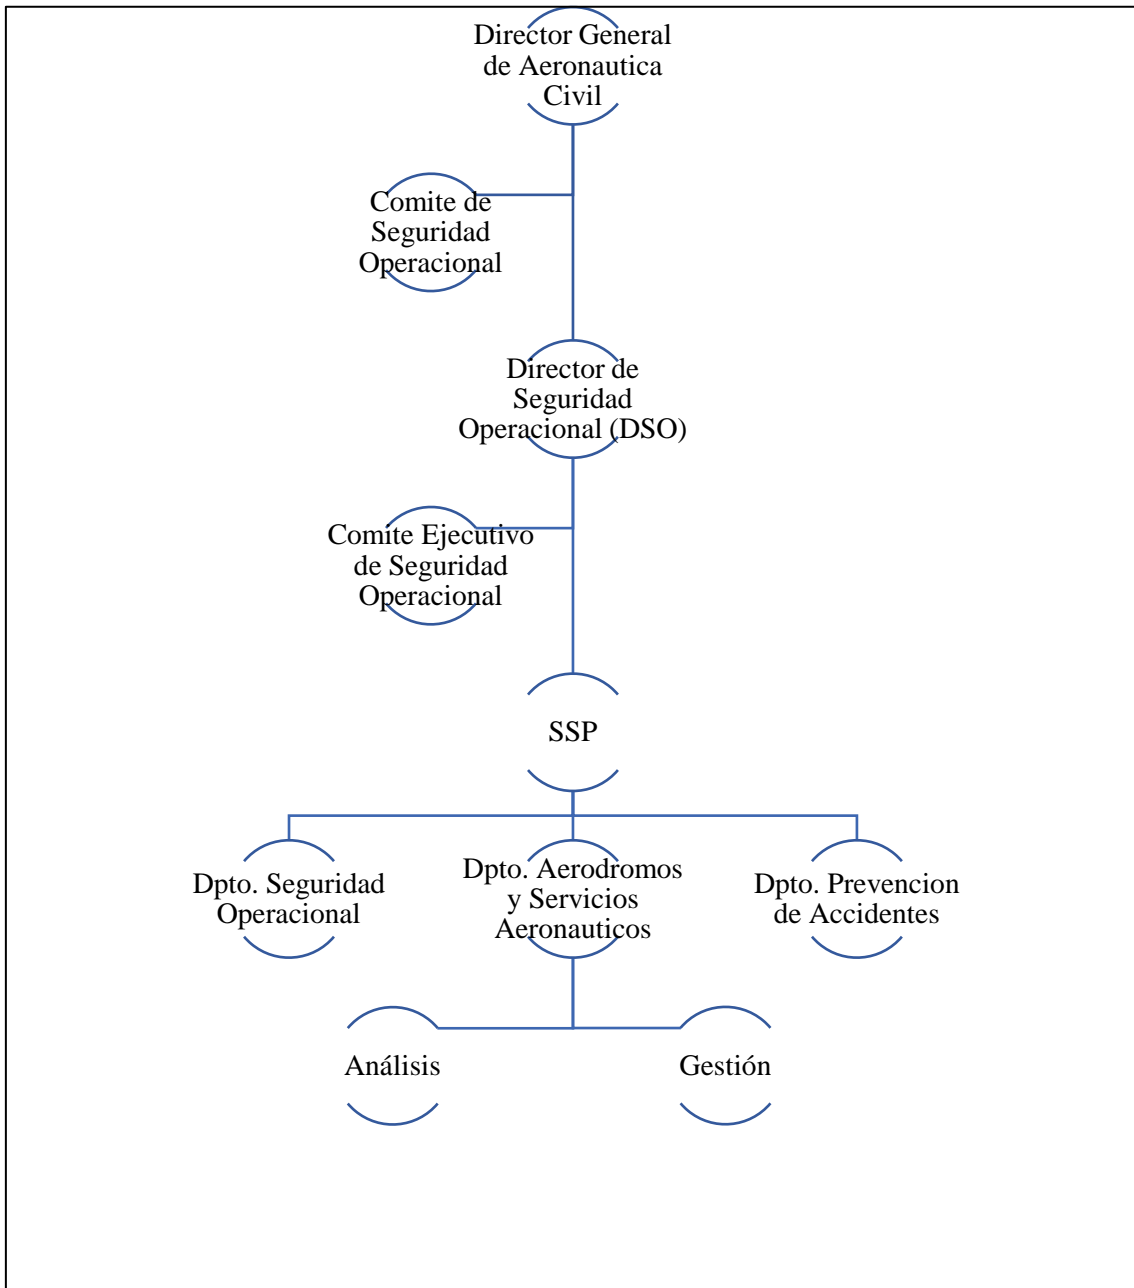 Director General
de Aeronautica
Civil
Comite de
Seguridad
Operacional
Director de
Seguridad
Operacional (DSO)
Comite Ejecutivo
de Seguridad
Operacional
SSP
Dpto. Seguridad
Operacional
Dpto. Aerodromos
y Servicios
Aeronauticos
Dpto. Prevencion
de Accidentes
Análisis
Gestión